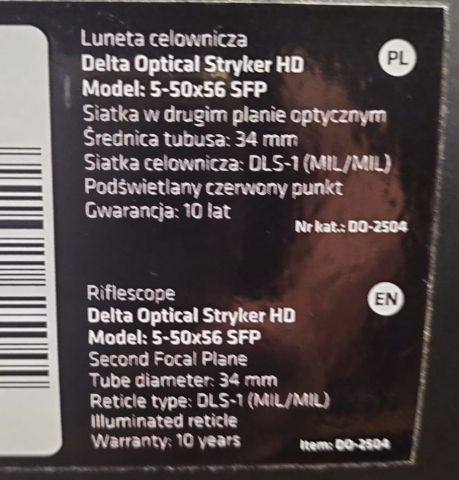 Luneta celownicza
Delta Optical Stryker HD
Model: 5-50x56 SFP
Siatka w drugim planie optycznym
Średnica tubusa: 34 mm
Siatka celownicza: DLS-1 (MIL/MIL)
Podświetlany czerwony punkt
Gwarancja: 10 lat
Nr kat.: DO-2504
PL
Riflescope
Delta Optical Stryker HD
Model: 5-50x56 SFP
Second Focal Plane
Tube diameter: 34 mm
Reticle type: DLS-1 (MIL/MIL)
Illuminated reticle
Warranty: 10 years
Item: DO-2504
EN